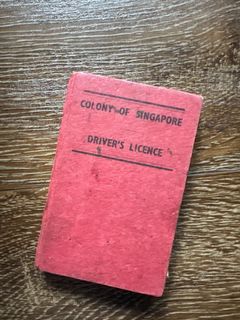 COLONY OF SINGAPORE
DRIVER'S LICENCE